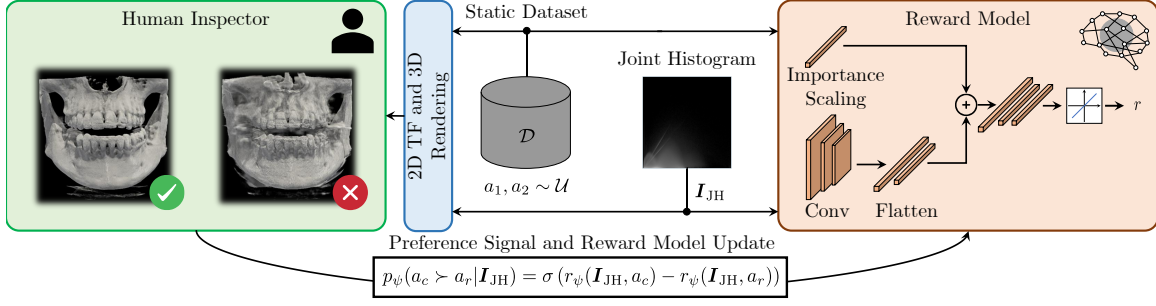 Human Inspector
2D TF and 3D
Rendering
Static Dataset
𝒟
a₁, a₂ ∼ 𝒰
Joint Histogram
I_JH
Reward Model
Importance
Scaling
+
r
Conv
Flatten
Preference Signal and Reward Model Update
p_ψ(a_c ≻ a_r|I_JH) = σ (r_ψ(I_JH, a_c) − r_ψ(I_JH, a_r))